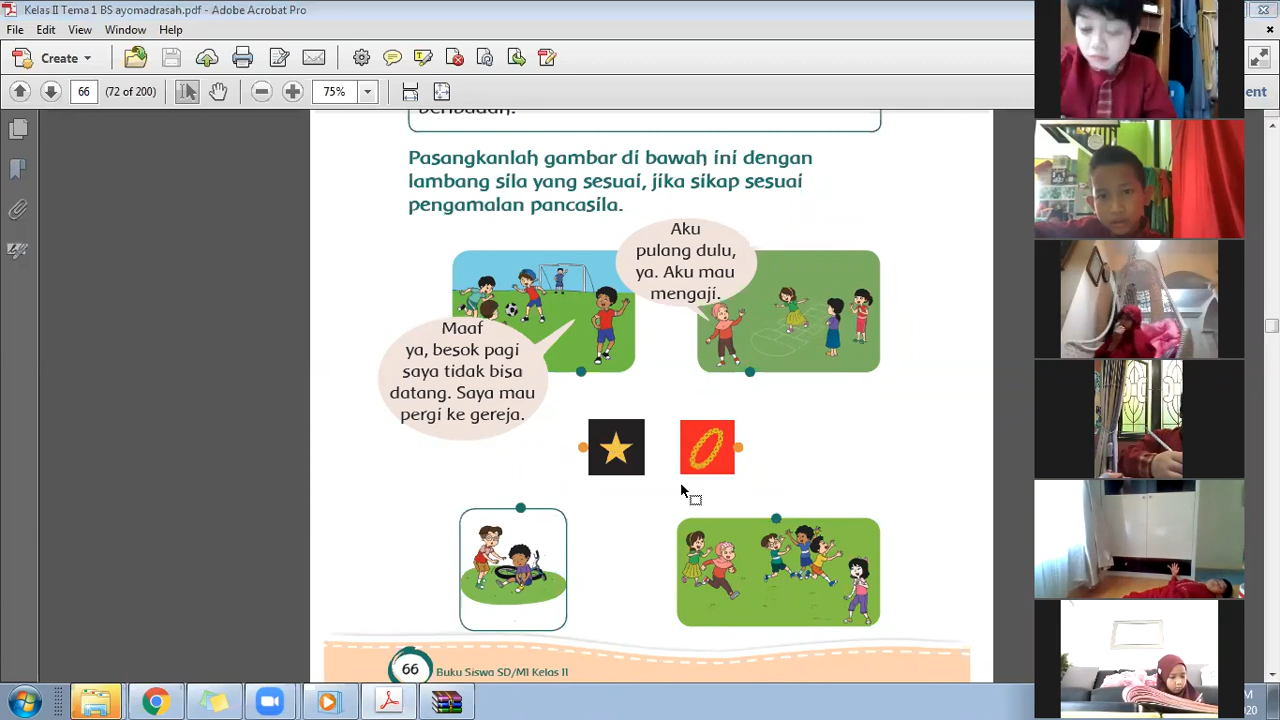 Kelas II Tema 1 BS ayomadrasah.pdf - Adobe Acrobat Pro
File Edit View Window Help
Create
66 (72 of 200) 75%
Pasangkanlah gambar di bawah ini dengan
lambang sila yang sesuai, jika sikap sesuai
pengamalan pancasila.
Aku
pulang dulu,
ya. Aku mau
mengaji.
Maaf
ya, besok pagi
saya tidak bisa
datang. Saya mau
pergi ke gereja.
66 Buku Siswa SD/MI Kelas II